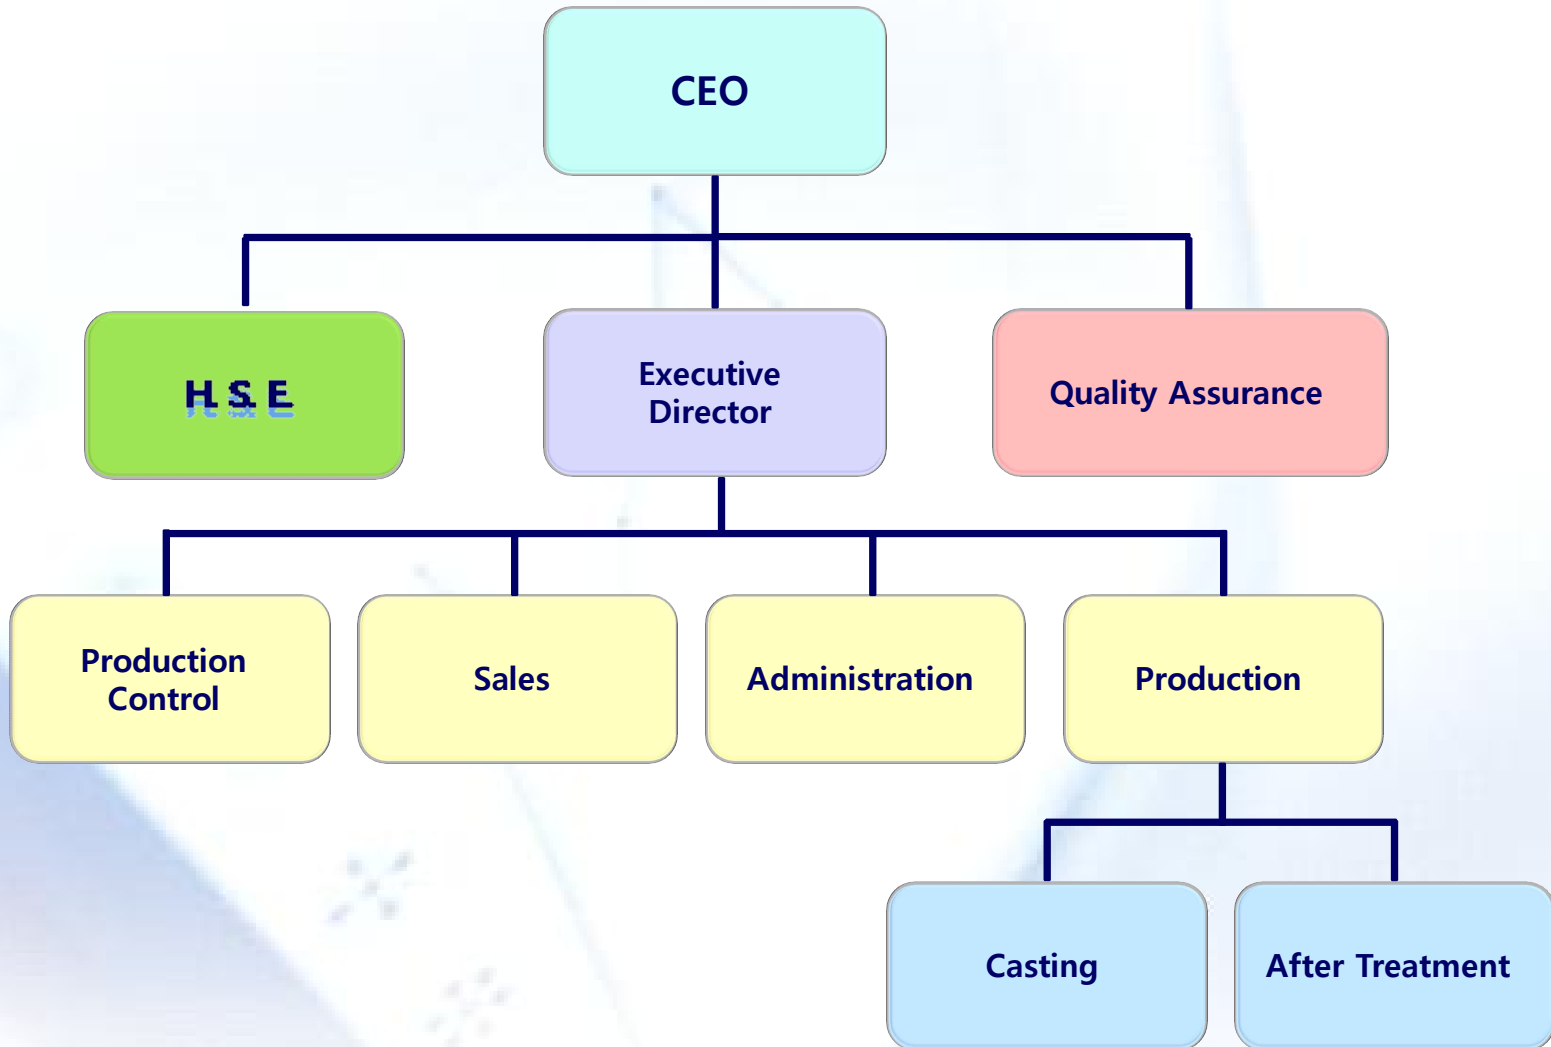 CEO
H. S. E
Executive
Director
Quality Assurance
Production
Control
Sales
Administration
Production
Casting
After Treatment